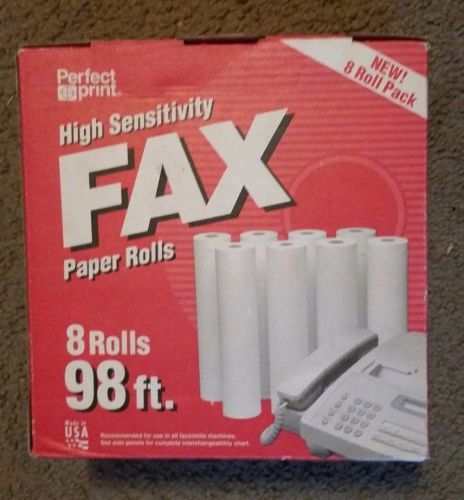 Perfect
print
NEW!
8 Roll Pack
High Sensitivity
FAX
Paper Rolls
8 Rolls
98 ft.
Made in
USA
Recommended for use in all facsimile machines.
See side panels for complete interchangeability chart.